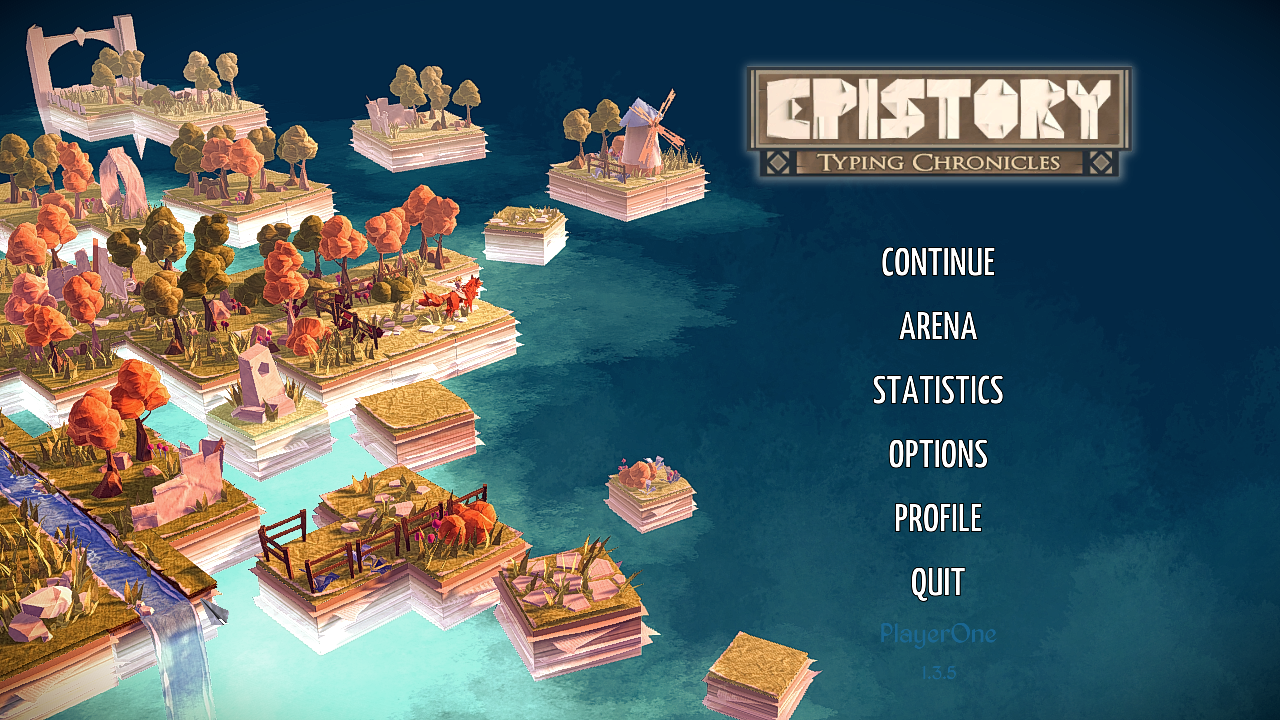 EPISTORY
TYPING CHRONICLES
CONTINUE
ARENA
STATISTICS
OPTIONS
PROFILE
QUIT
PlayerOne
1.3.5